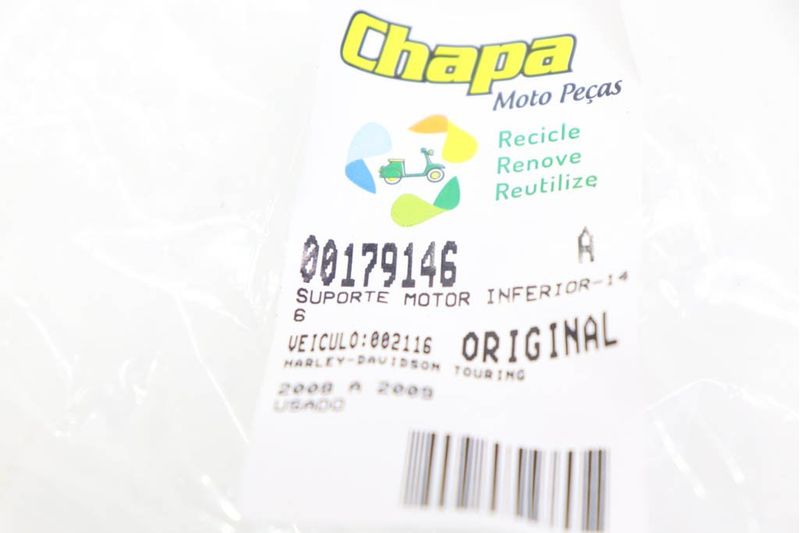 Chapa
Moto Peças
Recicle
Renove
Reutilize
00179146 A
SUPORTE MOTOR INFERIOR-14
6
VEICULO:002116 ORIGINAL
HARLEY-DAVIDSON TOURING
2008 A 2009
USADO